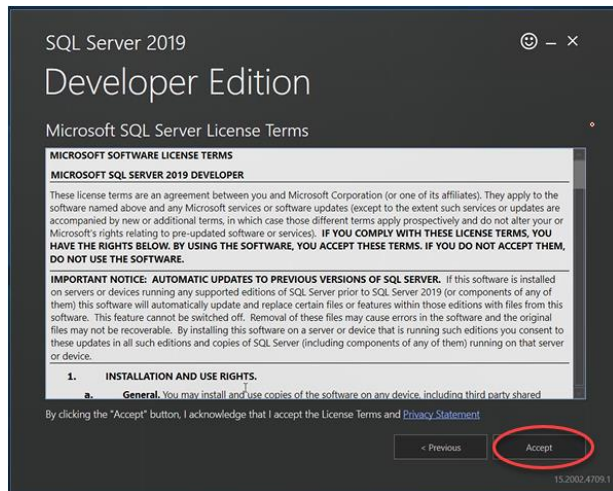 SQL Server 2019
Developer Edition
Microsoft SQL Server License Terms
MICROSOFT SOFTWARE LICENSE TERMS
MICROSOFT SQL SERVER 2019 DEVELOPER
These license terms are an agreement between you and Microsoft Corporation (or one of its affiliates). They apply to the
software named above and any Microsoft services or software updates (except to the extent such services or updates are
accompanied by new or additional terms, in which case those different terms apply prospectively and do not alter your or
Microsoft's rights relating to pre-updated software or services). IF YOU COMPLY WITH THESE LICENSE TERMS, YOU
HAVE THE RIGHTS BELOW. BY USING THE SOFTWARE, YOU ACCEPT THESE TERMS. IF YOU DO NOT ACCEPT THEM,
DO NOT USE THE SOFTWARE.
IMPORTANT NOTICE: AUTOMATIC UPDATES TO PREVIOUS VERSIONS OF SQL SERVER. If this software is installed
on servers or devices running any supported editions of SQL Server prior to SQL Server 2019 (or components of any of
them) this software will automatically update and replace certain files or features within those editions with files from this
software. This feature cannot be switched off. Removal of these files may cause errors in the software and the original
files may not be recoverable. By installing this software on a server or device that is running such editions you consent to
these updates in all such editions and copies of SQL Server (including components of any of them) running on that server
or device.
1. INSTALLATION AND USE RIGHTS.
a. General. You may install and use copies of the software on any device, including third party shared
By clicking the "Accept" button, I acknowledge that I accept the License Terms and Privacy Statement
< Previous
Accept
15.2002.4709.1